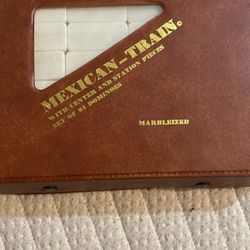 MEXICAN-TRAIN©
WITH CENTER AND STATION PIECES
SET OF 91 DOMINOES
MARBLEIZED